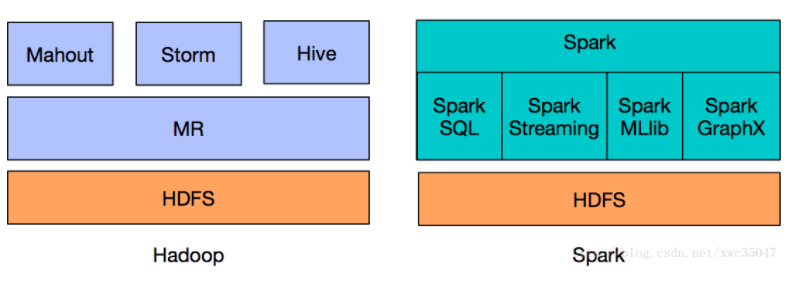 Mahout
Storm
Hive
MR
HDFS
Hadoop
Spark
Spark
SQL
Spark
Streaming
Spark
MLlib
Spark
GraphX
HDFS
Spark
blog.csdn.net/xwc35047